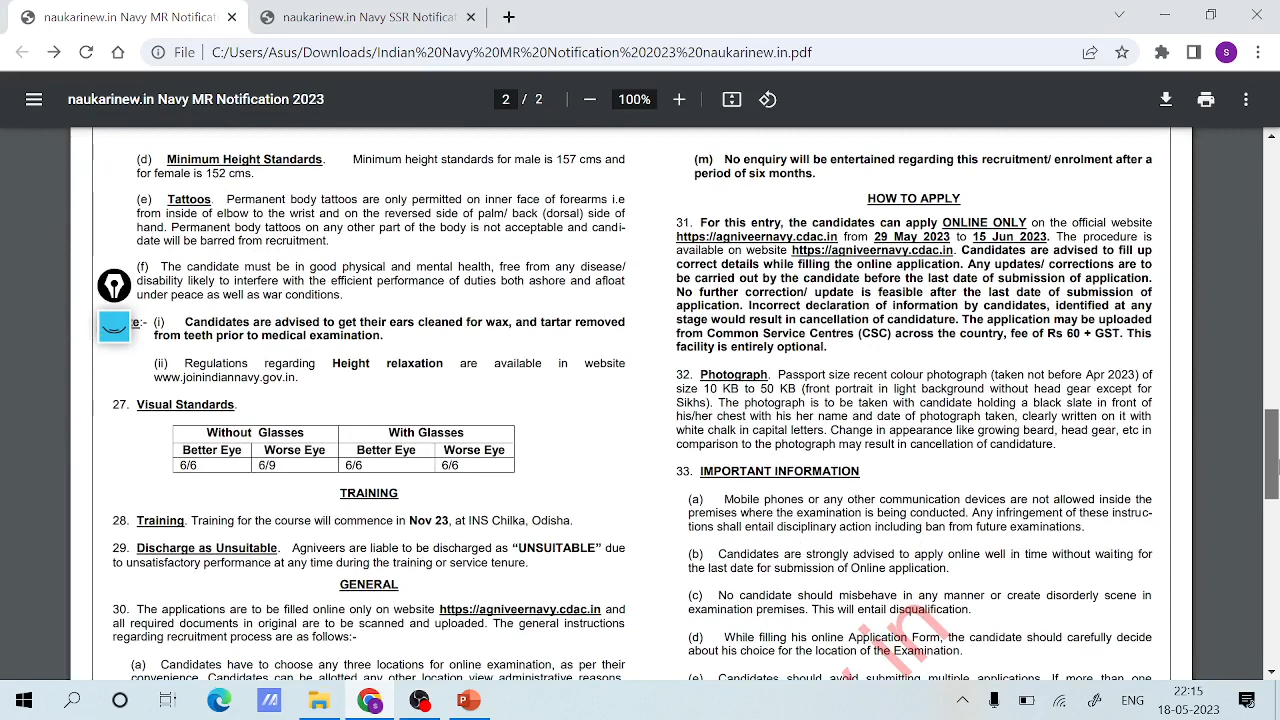 naukarinew.in Navy MR Notificati
naukarinew.in Navy SSR Notificat
File
C:/Users/Asus/Downloads/Indian%20Navy%20MR%20Notification%202023%20naukarinew.in.pdf
S
naukarinew.in Navy MR Notification 2023
2 / 2
100%
(d) Minimum Height Standards. Minimum height standards for male is 157 cms and
for female is 152 cms.
(e) Tattoos. Permanent body tattoos are only permitted on inner face of forearms i.e
from inside of elbow to the wrist and on the reversed side of palm/ back (dorsal) side of
hand. Permanent body tattoos on any other part of the body is not acceptable and candi-
date will be barred from recruitment.
(f) The candidate must be in good physical and mental health, free from any disease/
disability likely to interfere with the efficient performance of duties both ashore and afloat
under peace as well as war conditions.
e:- (i) Candidates are advised to get their ears cleaned for wax, and tartar removed
from teeth prior to medical examination.
(ii) Regulations regarding Height relaxation are available in website
www.joinindiannavy.gov.in.
27. Visual Standards.
Without Glasses With Glasses
Better Eye Worse Eye Better Eye Worse Eye
6/6 6/9 6/6 6/6
TRAINING
28. Training. Training for the course will commence in Nov 23, at INS Chilka, Odisha.
29. Discharge as Unsuitable. Agniveers are liable to be discharged as “UNSUITABLE” due
to unsatisfactory performance at any time during the training or service tenure.
GENERAL
30. The applications are to be filled online only on website https://agniveernavy.cdac.in and
all required documents in original are to be scanned and uploaded. The general instructions
regarding recruitment process are as follows:-
(a) Candidates have to choose any three locations for online examination, as per their
convenience. Candidates can be allotted any other location view administrative reasons.
(m) No enquiry will be entertained regarding this recruitment/ enrolment after a
period of six months.
HOW TO APPLY
31. For this entry, the candidates can apply ONLINE ONLY on the official website
https://agniveernavy.cdac.in from 29 May 2023 to 15 Jun 2023. The procedure is
available on website https://agniveernavy.cdac.in. Candidates are advised to fill up
correct details while filling the online application. Any updates/ corrections are to
be carried out by the candidate before the last date of submission of application.
No further correction/ update is feasible after the last date of submission of
application. Incorrect declaration of information by candidates, identified at any
stage would result in cancellation of candidature. The application may be uploaded
from Common Service Centres (CSC) across the country, fee of Rs 60 + GST. This
facility is entirely optional.
32. Photograph. Passport size recent colour photograph (taken not before Apr 2023) of
size 10 KB to 50 KB (front portrait in light background without head gear except for
Sikhs). The photograph is to be taken with candidate holding a black slate in front of
his/her chest with his her name and date of photograph taken, clearly written on it with
white chalk in capital letters. Change in appearance like growing beard, head gear, etc in
comparison to the photograph may result in cancellation of candidature.
33. IMPORTANT INFORMATION
(a) Mobile phones or any other communication devices are not allowed inside the
premises where the examination is being conducted. Any infringement of these instruc-
tions shall entail disciplinary action including ban from future examinations.
(b) Candidates are strongly advised to apply online well in time without waiting for
the last date for submission of Online application.
(c) No candidate should misbehave in any manner or create disorderly scene in
examination premises. This will entail disqualification.
(d) While filling his online Application Form, the candidate should carefully decide
about his choice for the location of the Examination.
(e) Candidates should avoid submitting multiple applications. If more than one
in
ENG
22:15
18-05-2023